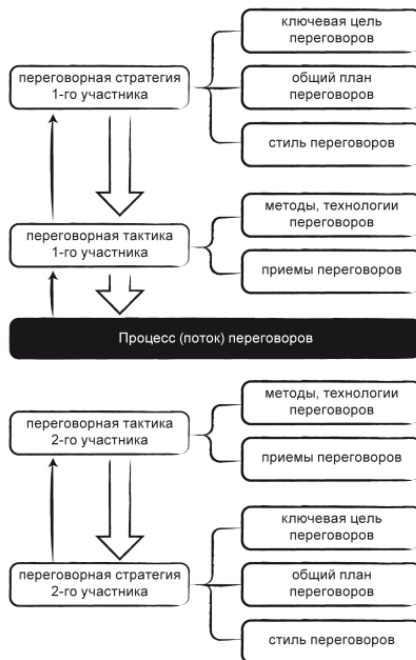 ключевая цель
переговоров
переговорная стратегия
1-го участника
общий план
переговоров
стиль переговоров
методы, технологии
переговоров
переговорная тактика
1-го участника
приемы переговоров
Процесс (поток) переговоров
методы, технологии
переговоров
переговорная тактика
2-го участника
приемы переговоров
ключевая цель
переговоров
переговорная стратегия
2-го участника
общий план
переговоров
стиль переговоров